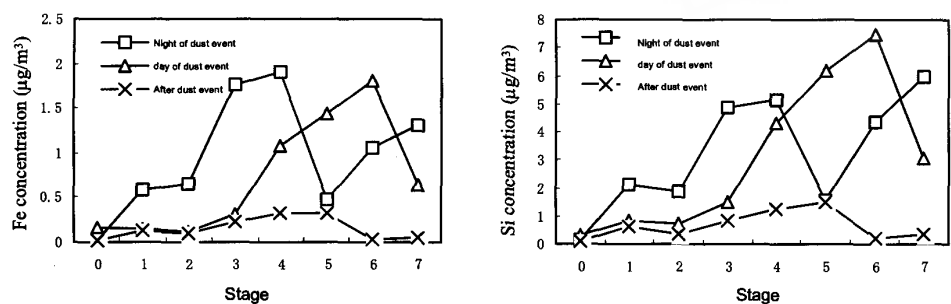 2.5
2
1.5
1
0.5
0
Fe concentration (μg/m³)
Night of dust event
day of dust event
After dust event
0 1 2 3 4 5 6 7
Stage
8
7
6
5
4
3
2
1
0
Si concentration (μg/m³)
Night of dust event
day of dust event
After dust event
0 1 2 3 4 5 6 7
Stage